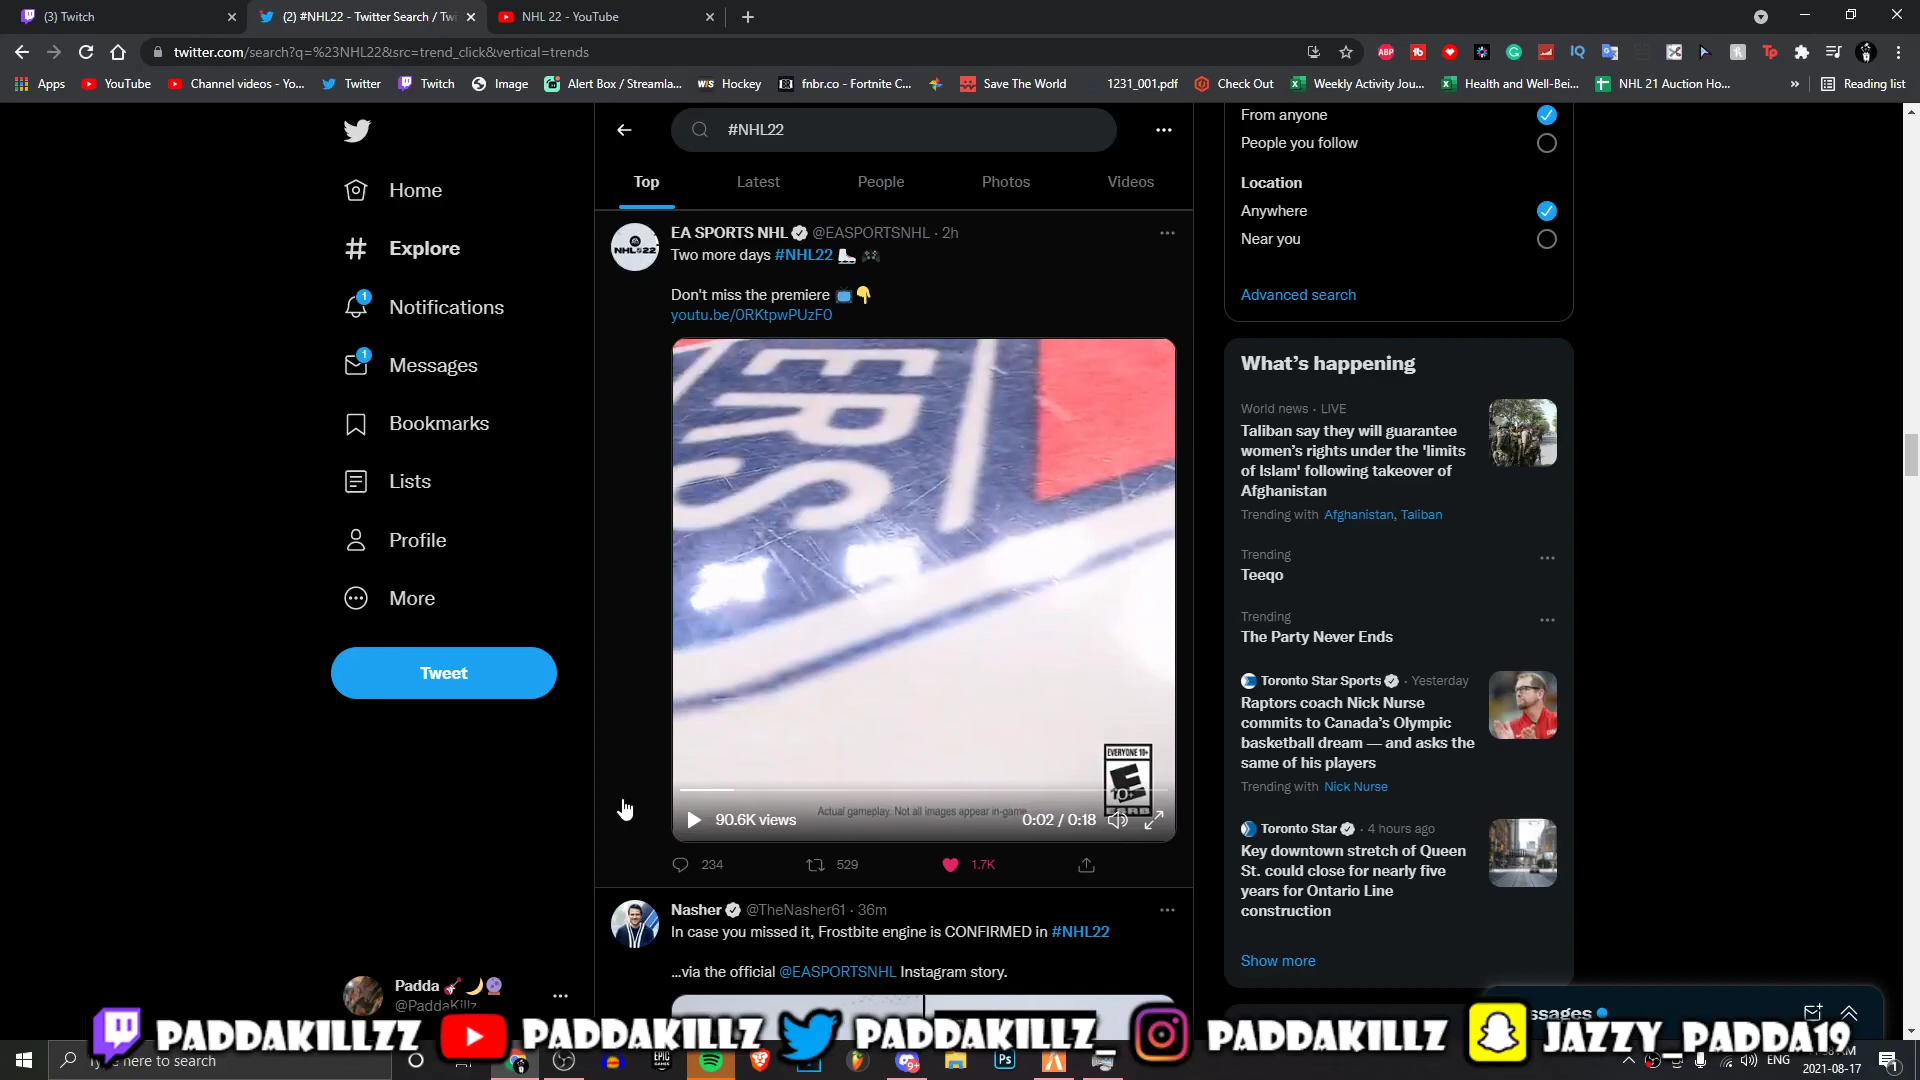 (3) Twitch
(2) #NHL22 - Twitter Search / Twi
NHL 22 - YouTube
twitter.com/search?q=%23NHL22&src=trend_click&vertical=trends
Apps
YouTube
Channel videos - Yo...
Twitter
Twitch
Image
Alert Box / Streamla...
Hockey
fnbr.co - Fortnite C...
Save The World
1231_001.pdf
Check Out
Weekly Activity Jou...
Health and Well-Bei...
NHL 21 Auction Ho...
Reading list
Home
Explore
Notifications
Messages
Bookmarks
Lists
Profile
More
Tweet
Padda
@PaddaKillz_
#NHL22
Top
Latest
People
Photos
Videos
EA SPORTS NHL @EASPORTSNHL · 2h
Two more days #NHL22
Don't miss the premiere
youtu.be/0RKtpwPUzF0
ERS
EVERYONE 10+
E
10+
Actual gameplay. Not all images appear in-game.
90.6K views
0:02 / 0:18
234
529
1.7K
Nasher @TheNasher61 · 36m
In case you missed it, Frostbite engine is CONFIRMED in #NHL22
...via the official @EASPORTSNHL Instagram story.
From anyone
People you follow
Location
Anywhere
Near you
Advanced search
What's happening
World news · LIVE
Taliban say they will guarantee
women's rights under the 'limits
of Islam' following takeover of
Afghanistan
Trending with Afghanistan, Taliban
Trending
Teeqo
Trending
The Party Never Ends
Toronto Star Sports · Yesterday
Raptors coach Nick Nurse
commits to Canada's Olympic
basketball dream — and asks the
same of his players
Trending with Nick Nurse
Toronto Star · 4 hours ago
Key downtown stretch of Queen
St. could close for nearly five
years for Ontario Line
construction
Show more
PADDAKILLZZ
PADDAKILLZ
PADDAKILLZ_
PADDAKILLZ
JAZZY_PADDA19
here to search
ENG
2021-08-17